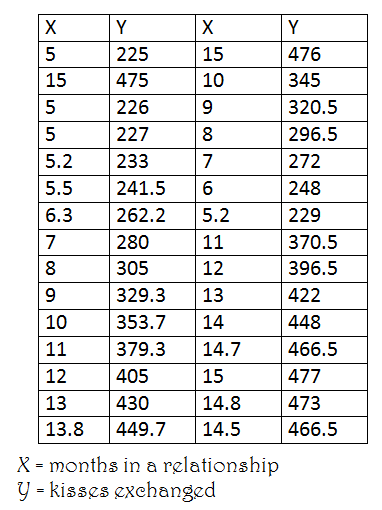 X Y X Y
5 225 15 476
15 475 10 345
5 226 9 320.5
5 227 8 296.5
5.2 233 7 272
5.5 241.5 6 248
6.3 262.2 5.2 229
7 280 11 370.5
8 305 12 396.5
9 329.3 13 422
10 353.7 14 448
11 379.3 14.7 466.5
12 405 15 477
13 430 14.8 473
13.8 449.7 14.5 466.5
X = months in a relationship
Y = kisses exchanged